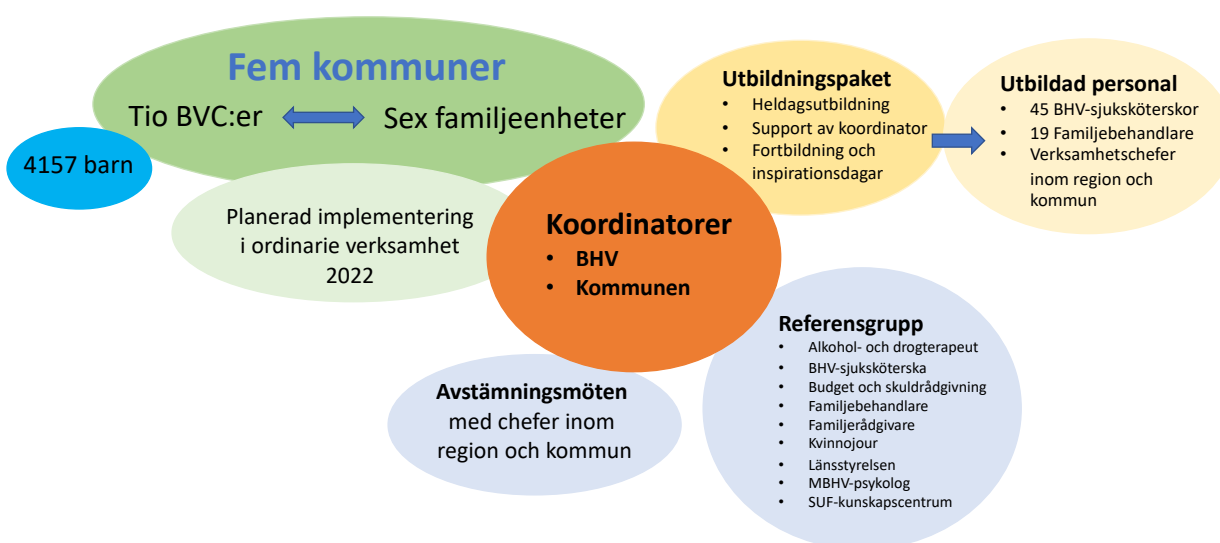 Fem kommuner
Tio BVC:er
Sex familjeenheter
4157 barn
Planerad implementering
i ordinarie verksamhet
2022
Koordinatorer
• BHV
• Kommunen
Utbildningspaket
• Heldagsutbildning
• Support av koordinator
• Fortbildning och
inspirationsdagar
Utbildad personal
• 45 BHV-sjuksköterskor
• 19 Familjebehandlare
• Verksamhetschefer
inom region och
kommun
Avstämningsmöten
med chefer inom
region och kommun
Referensgrupp
• Alkohol- och drogterapeut
• BHV-sjuksköterska
• Budget och skuldrådgivning
• Familjebehandlare
• Familjerådgivare
• Kvinnojour
• Länsstyrelsen
• MBHV-psykolog
• SUF-kunskapscentrum